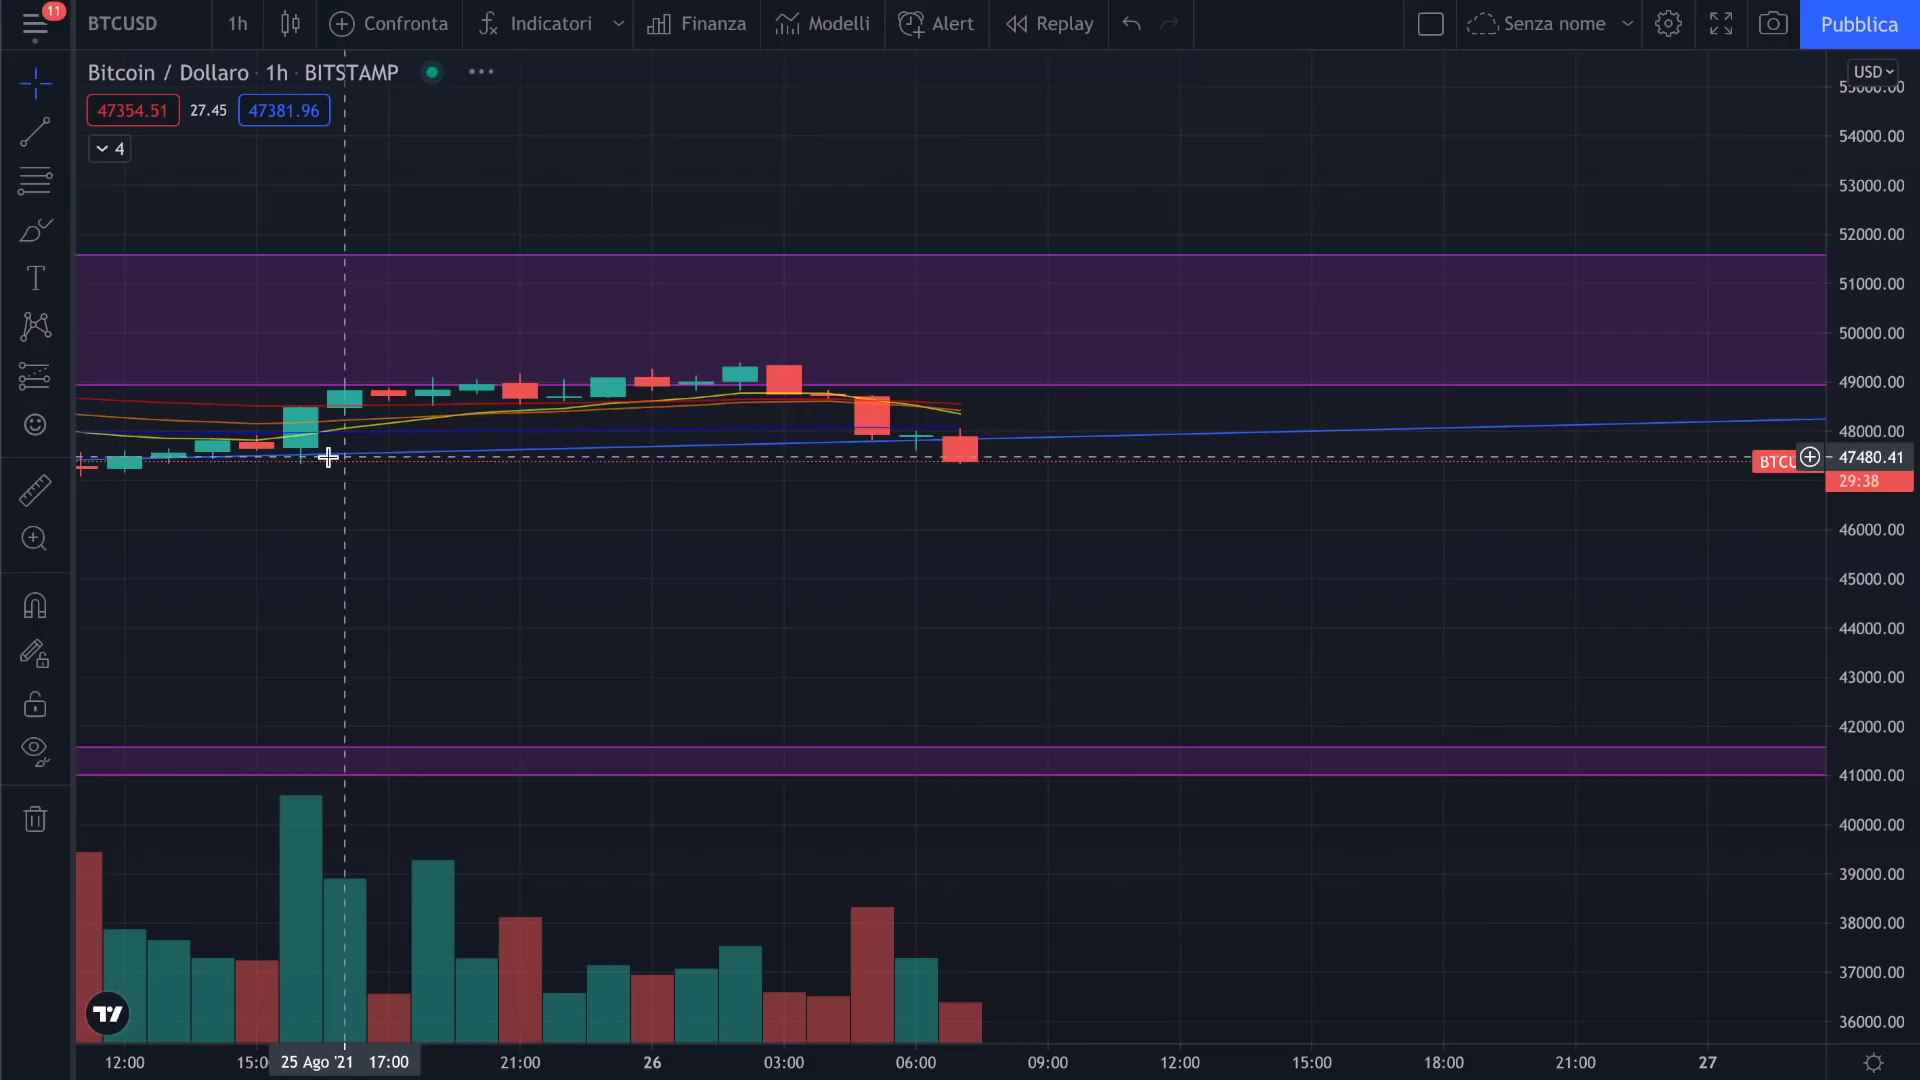 11
BTCUSD
1h
Confronta
Indicatori
Finanza
Modelli
Alert
Replay
Senza nome
Pubblica
Bitcoin / Dollaro · 1h · BITSTAMP
47354.51
27.45
47381.96
4
USD
54000.00
53000.00
52000.00
51000.00
50000.00
49000.00
48000.00
BTCU
47480.41
29:38
46000.00
45000.00
44000.00
43000.00
42000.00
41000.00
40000.00
39000.00
38000.00
37000.00
36000.00
12:00
15:0
25 Ago '21 17:00
21:00
26
03:00
06:00
09:00
12:00
15:00
18:00
21:00
27